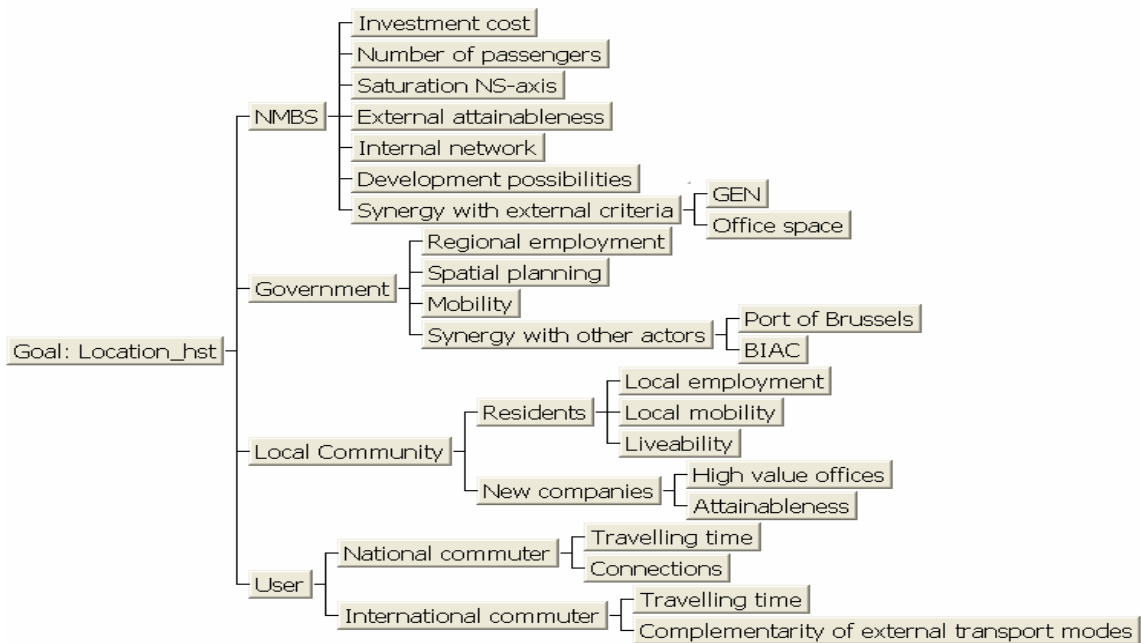 Investment cost
Number of passengers
Saturation NS-axis
NMBS
External attainableness
Internal network
Development possibilities
GEN
Synergy with external criteria
Office space
Regional employment
Spatial planning
Government
Mobility
Port of Brussels
Synergy with other actors
BIAC
Goal: Location_hst
Local employment
Residents
Local mobility
Liveability
Local Community
High value offices
New companies
Attainableness
Travelling time
National commuter
Connections
User
Travelling time
International commuter
Complementarity of external transport modes